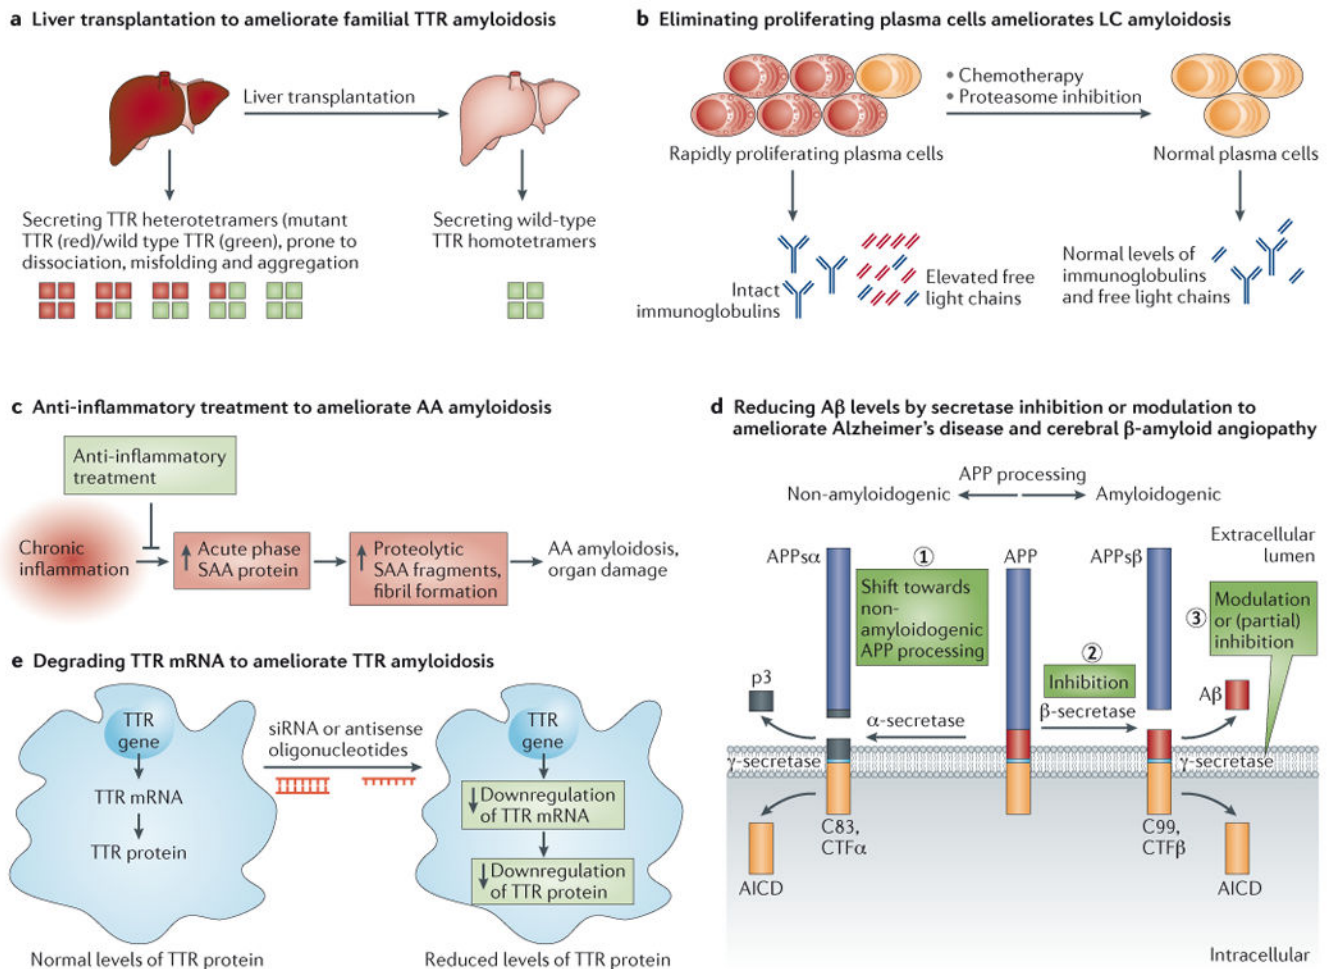 a Liver transplantation to ameliorate familial TTR amyloidosis
Liver transplantation
Secreting TTR heterotetramers (mutant
TTR (red)/wild type TTR (green), prone to
dissociation, misfolding and aggregation
Secreting wild-type
TTR homotetramers
b Eliminating proliferating plasma cells ameliorates LC amyloidosis
• Chemotherapy
• Proteasome inhibition
Rapidly proliferating plasma cells
Normal plasma cells
Intact
immunoglobulins
Elevated free
light chains
Normal levels of
immunoglobulins
and free light chains
c Anti-inflammatory treatment to ameliorate AA amyloidosis
Anti-inflammatory
treatment
Chronic
inflammation
↑ Acute phase
SAA protein
↑ Proteolytic
SAA fragments,
fibril formation
AA amyloidosis,
organ damage
d Reducing Aβ levels by secretase inhibition or modulation to
ameliorate Alzheimer's disease and cerebral β-amyloid angiopathy
APP processing
Non-amyloidogenic
Amyloidogenic
Extracellular
lumen
APPsα
①
APP
APPsβ
Shift towards
non-
amyloidogenic
APP processing
②
Inhibition
③
Modulation
or (partial)
inhibition
p3
Aβ
α-secretase
β-secretase
γ-secretase
γ-secretase
C83,
CTFα
C99,
CTFβ
AICD
AICD
Intracellular
e Degrading TTR mRNA to ameliorate TTR amyloidosis
TTR
gene
TTR mRNA
TTR protein
Normal levels of TTR protein
siRNA or antisense
oligonucleotides
TTR
gene
↓ Downregulation
of TTR mRNA
↓ Downregulation
of TTR protein
Reduced levels of TTR protein